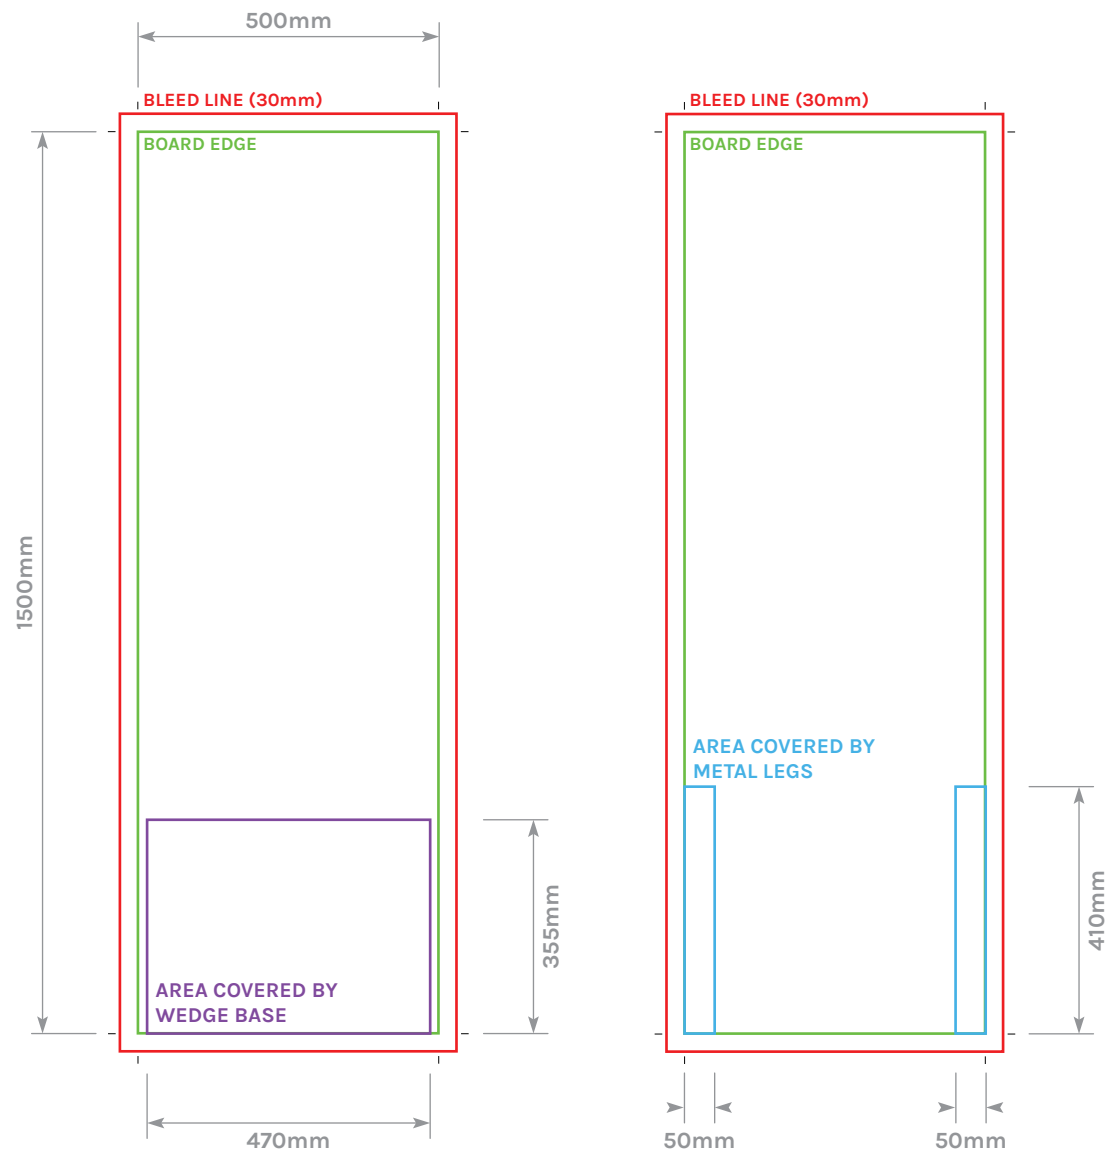 500mm
BLEED LINE (30mm)
BOARD EDGE
1500mm
355mm
AREA COVERED BY
WEDGE BASE
470mm
BLEED LINE (30mm)
BOARD EDGE
AREA COVERED BY
METAL LEGS
410mm
50mm
50mm